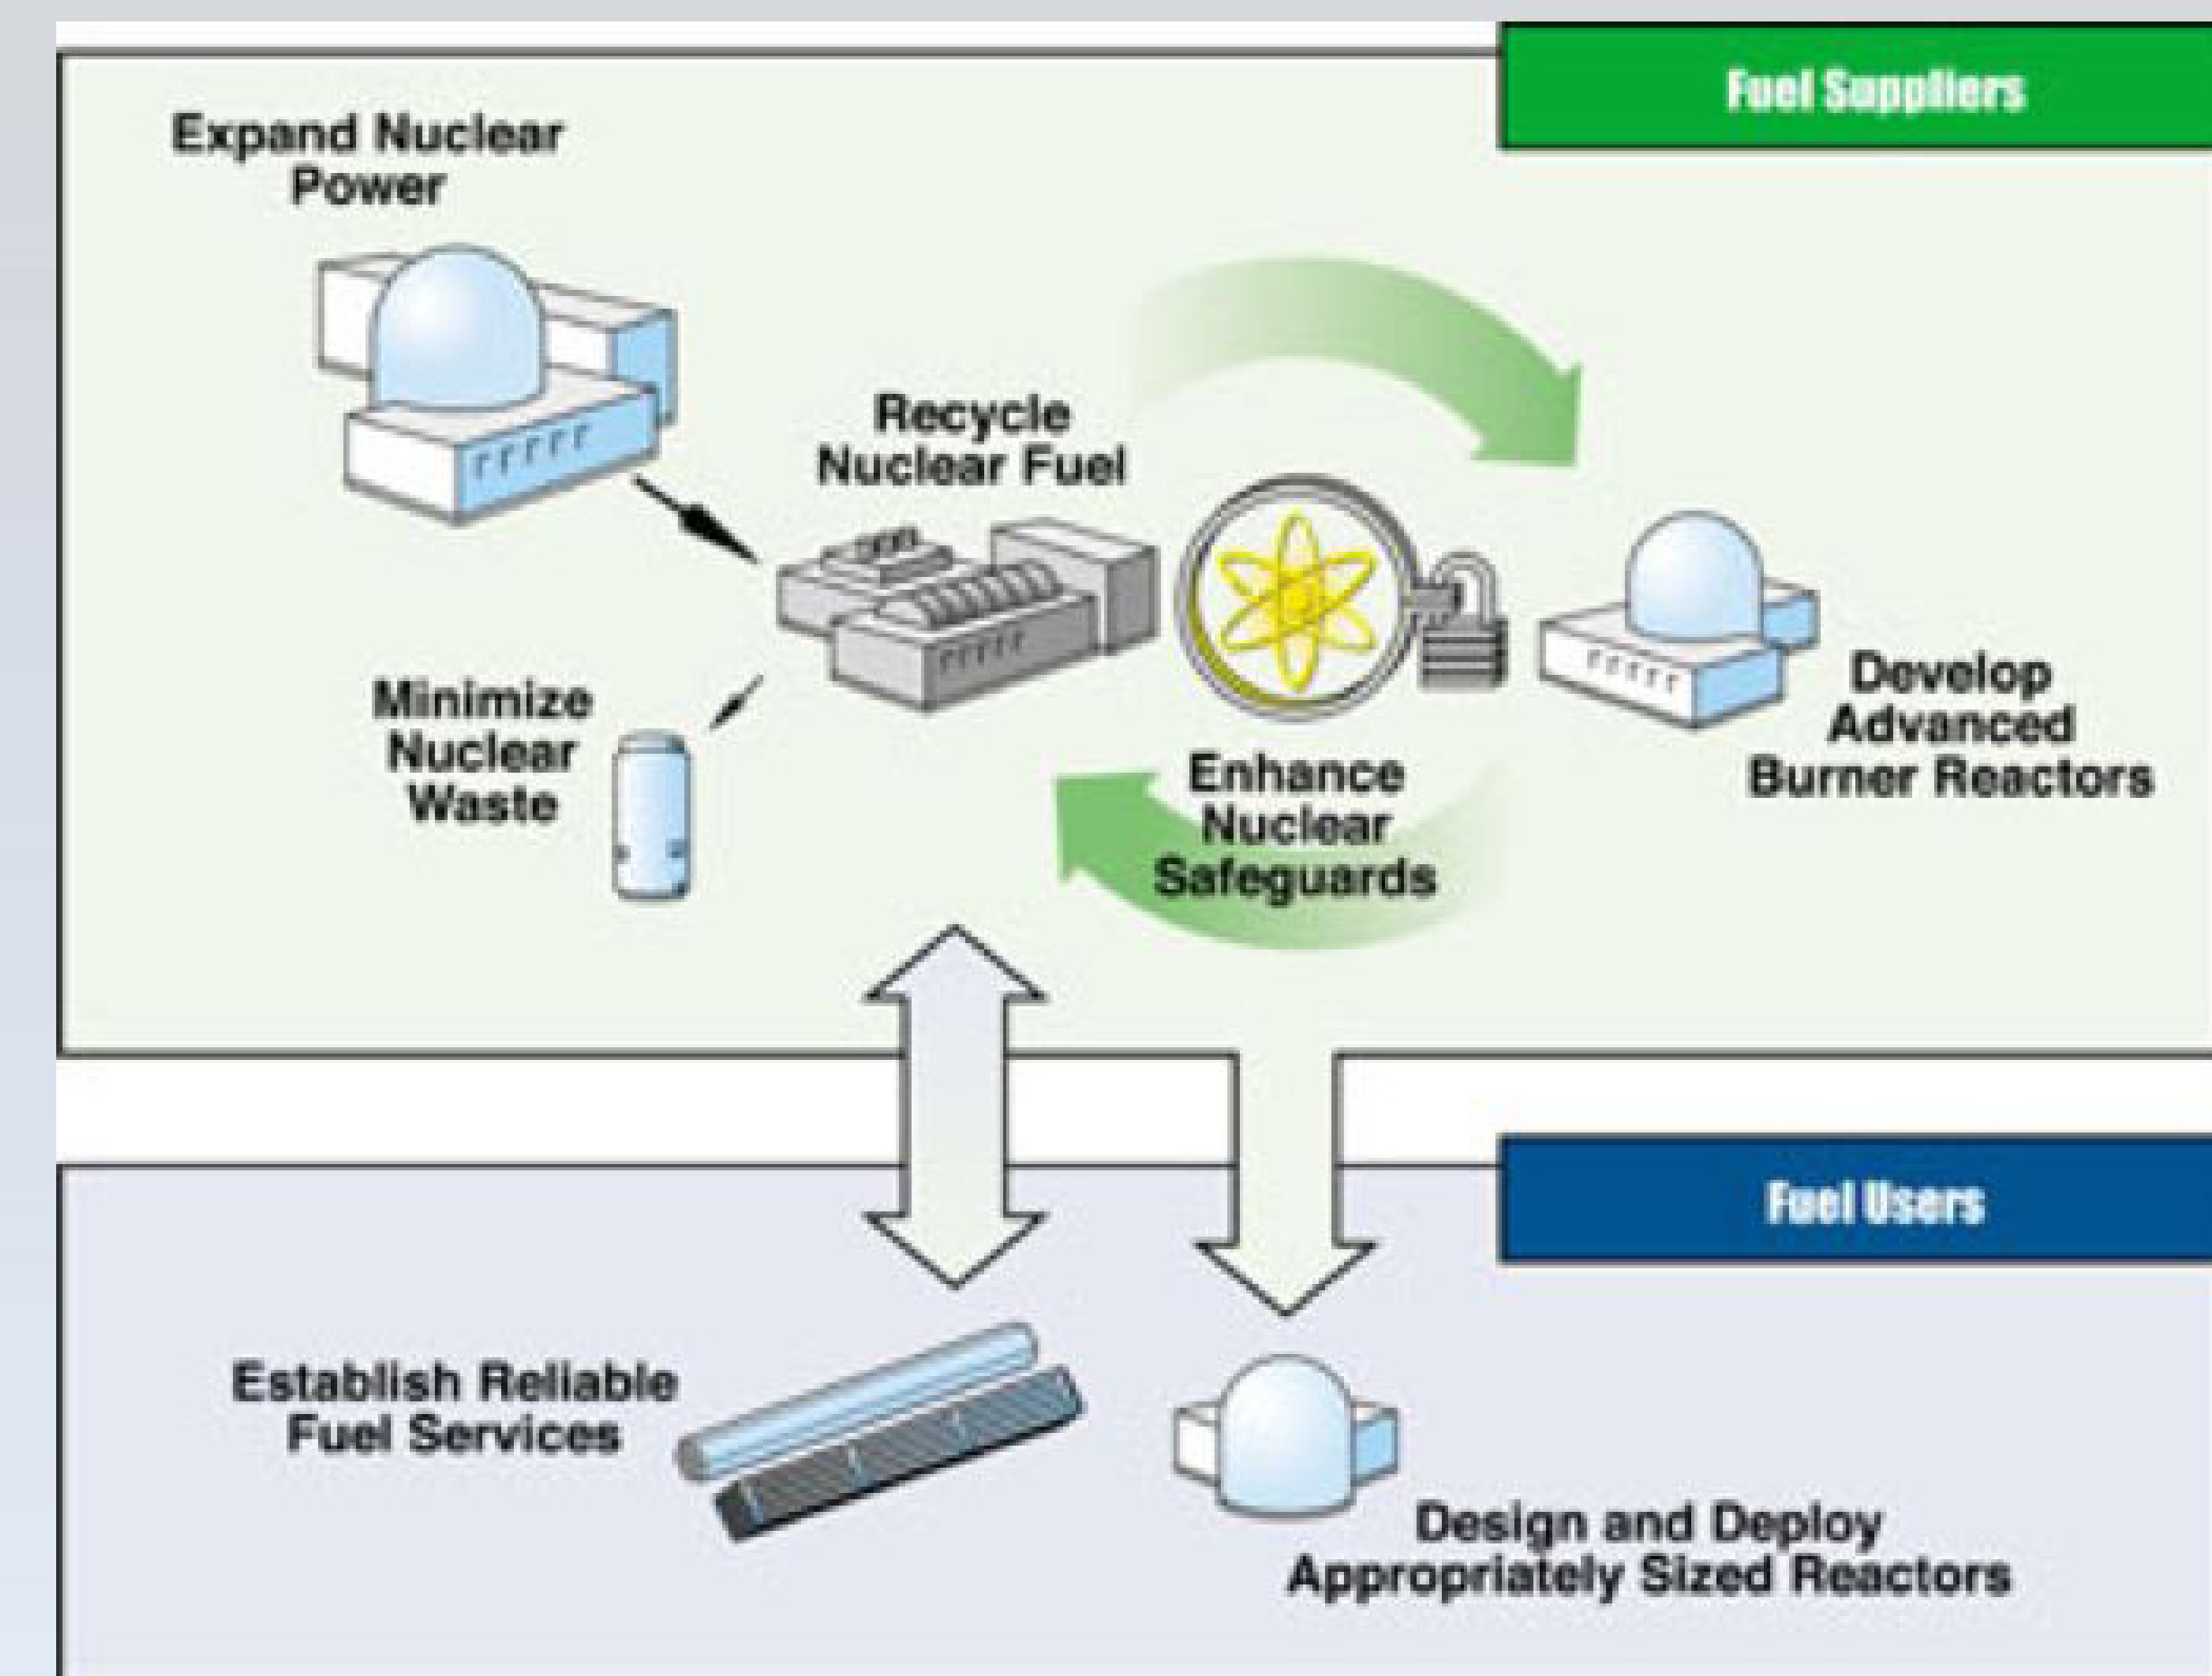 Fuel Suppliers
Expand Nuclear
Power
Recycle
Nuclear Fuel
Minimize
Nuclear
Waste
Develop
Advanced
Burner Reactors
Enhance
Nuclear
Safeguards
Fuel Users
Establish Reliable
Fuel Services
Design and Deploy
Appropriately Sized Reactors